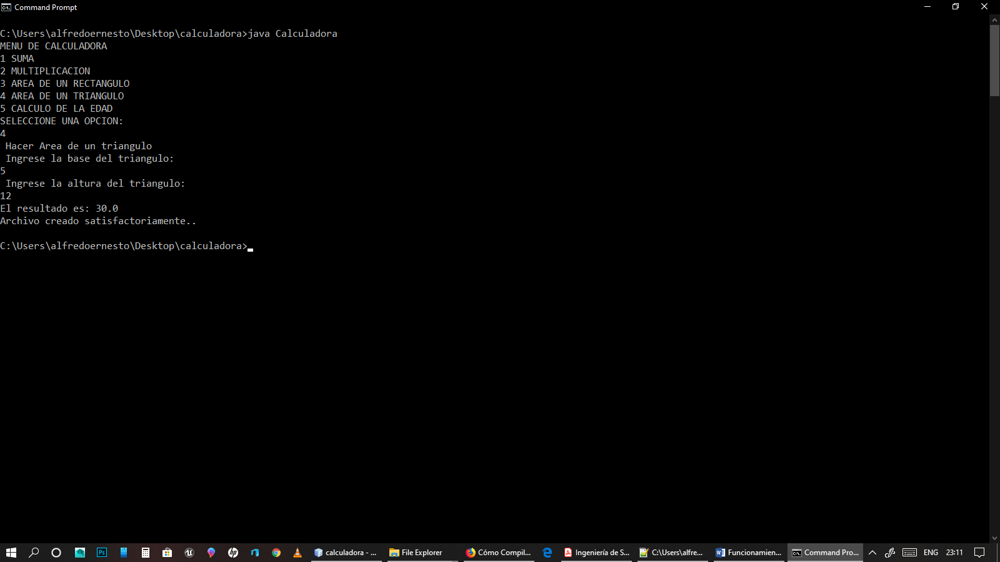 Command Prompt
C:\Users\alfredoernesto\Desktop\calculadora>java Calculadora
MENU DE CALCULADORA
1 SUMA
2 MULTIPLICACION
3 AREA DE UN RECTANGULO
4 AREA DE UN TRIANGULO
5 CALCULO DE LA EDAD
SELECCIONE UNA OPCION:
4
Hacer Area de un triangulo
Ingrese la base del triangulo:
5
Ingrese la altura del triangulo:
12
El resultado es: 30.0
Archivo creado satisfactoriamente..
C:\Users\alfredoernesto\Desktop\calculadora>
Ps hp calculadora - ... File Explorer Cómo Compil... Ingeniería de S... C:\Users\alfre... Funcionamien... Command Pro... ENG 23:11